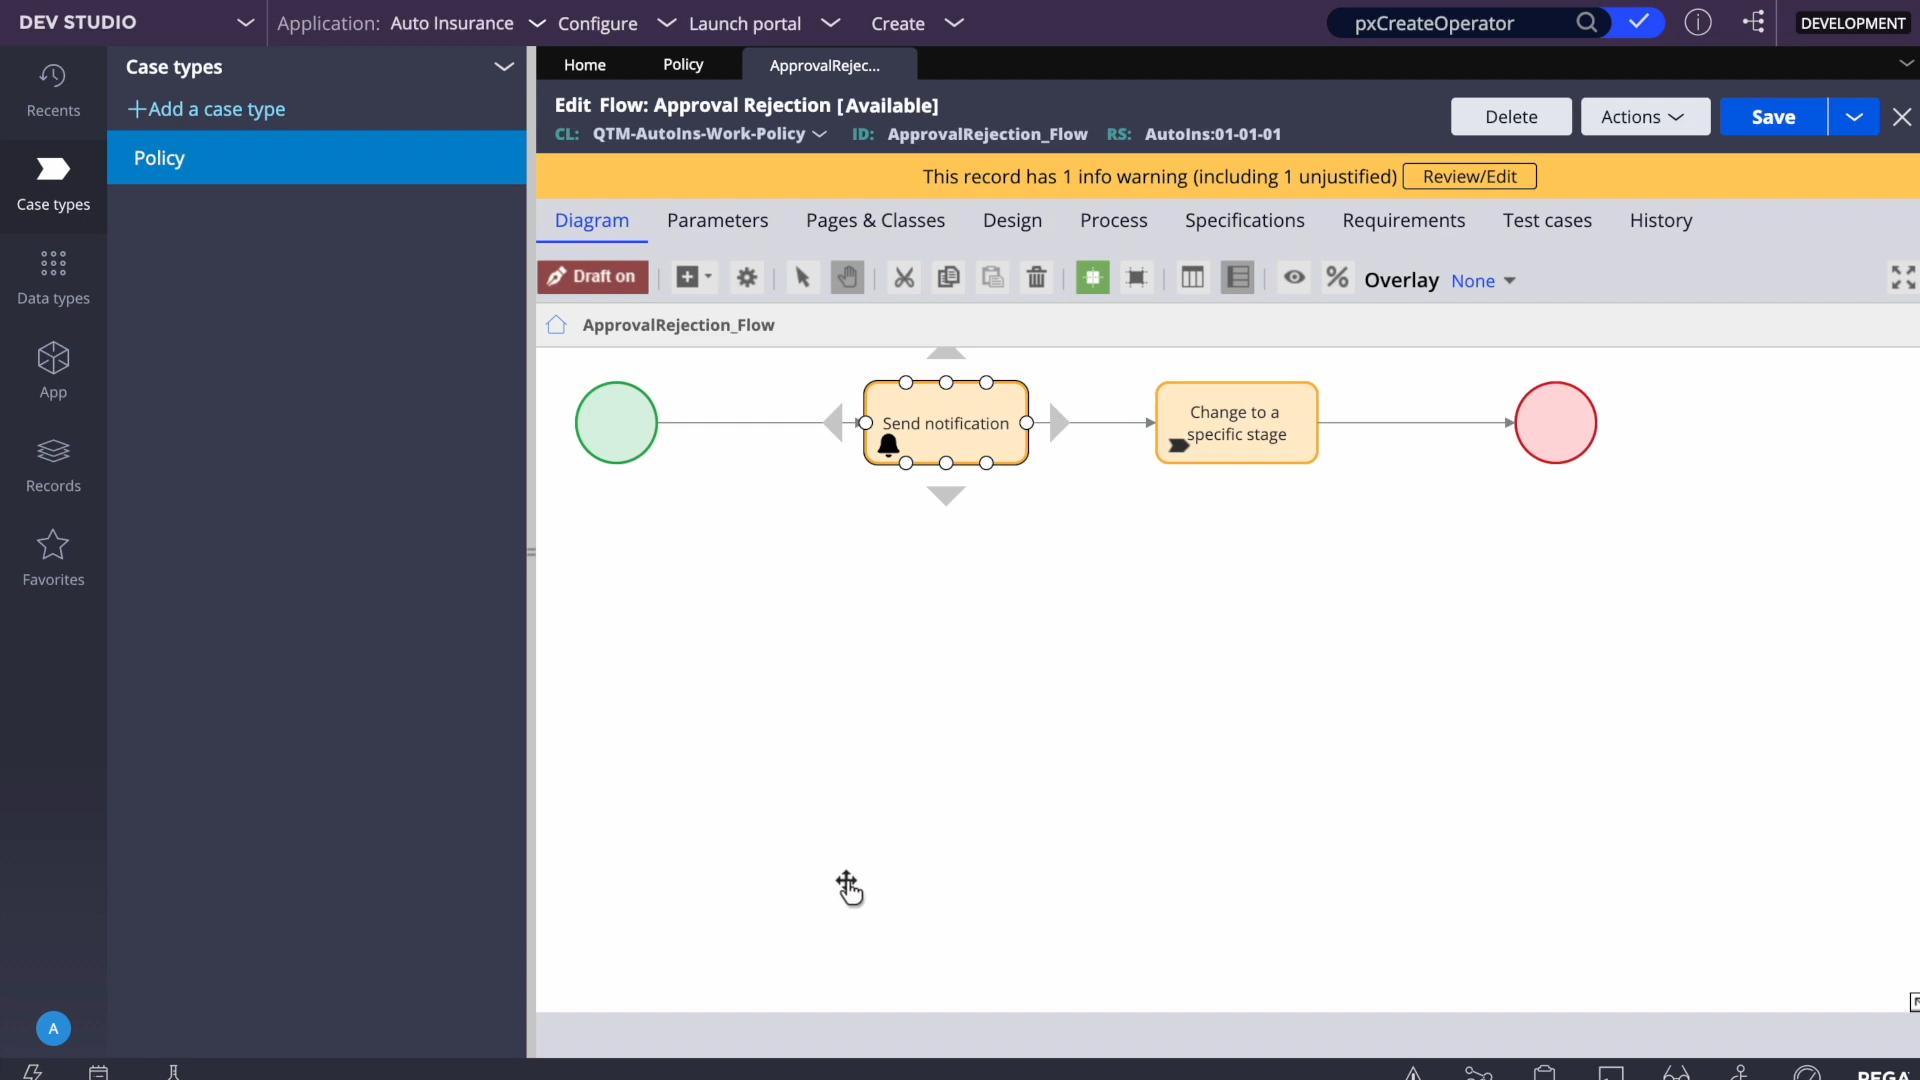 DEV STUDIO
Application: Auto Insurance
Configure
Launch portal
Create
pxCreateOperator
DEVELOPMENT
Recents
Case types
Data types
App
Records
Favorites
A
Case types
+Add a case type
Policy
Home
Policy
ApprovalRejec...
Edit Flow: Approval Rejection [Available]
CL: QTM-AutoIns-Work-Policy ID: ApprovalRejection_Flow RS: AutoIns:01-01-01
Delete
Actions
Save
This record has 1 info warning (including 1 unjustified)
Review/Edit
Diagram
Parameters
Pages & Classes
Design
Process
Specifications
Requirements
Test cases
History
Draft on
Overlay None
ApprovalRejection_Flow
Send notification
Change to a
specific stage
PEGA